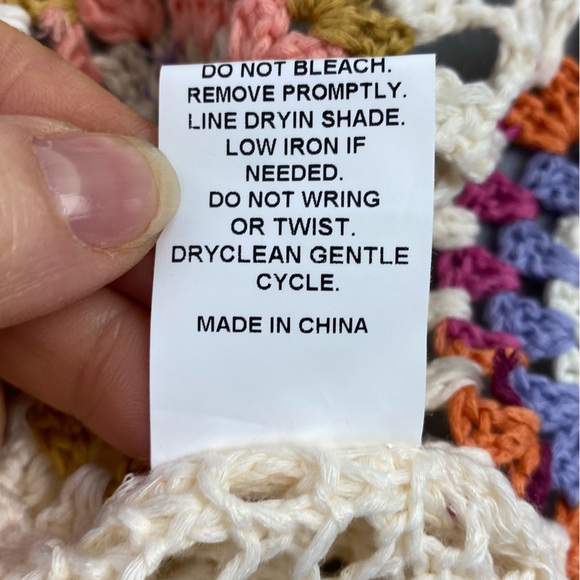 DO NOT BLEACH.
REMOVE PROMPTLY.
LINE DRYIN SHADE.
LOW IRON IF
NEEDED.
DO NOT WRING
OR TWIST.
DRYCLEAN GENTLE
CYCLE.
MADE IN CHINA